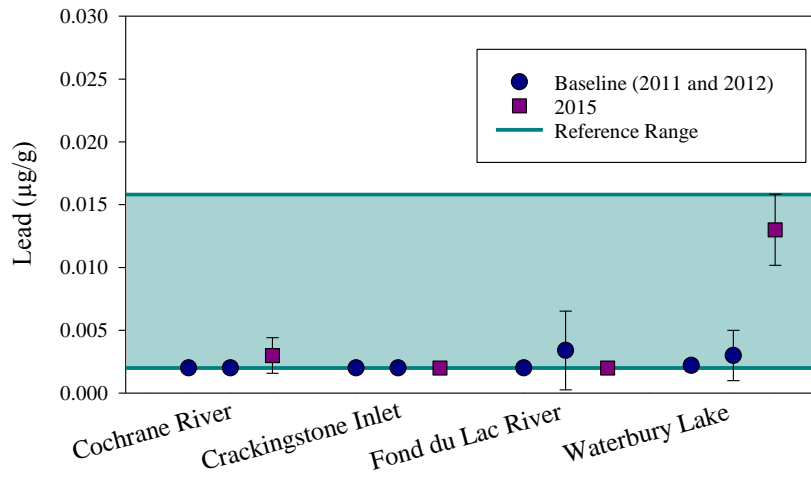 0.030
0.025
0.020
0.015
0.010
0.005
0.000
Lead (µg/g)
Baseline (2011 and 2012)
2015
Reference Range
Cochrane River
Crackingstone Inlet
Fond du Lac River
Waterbury Lake